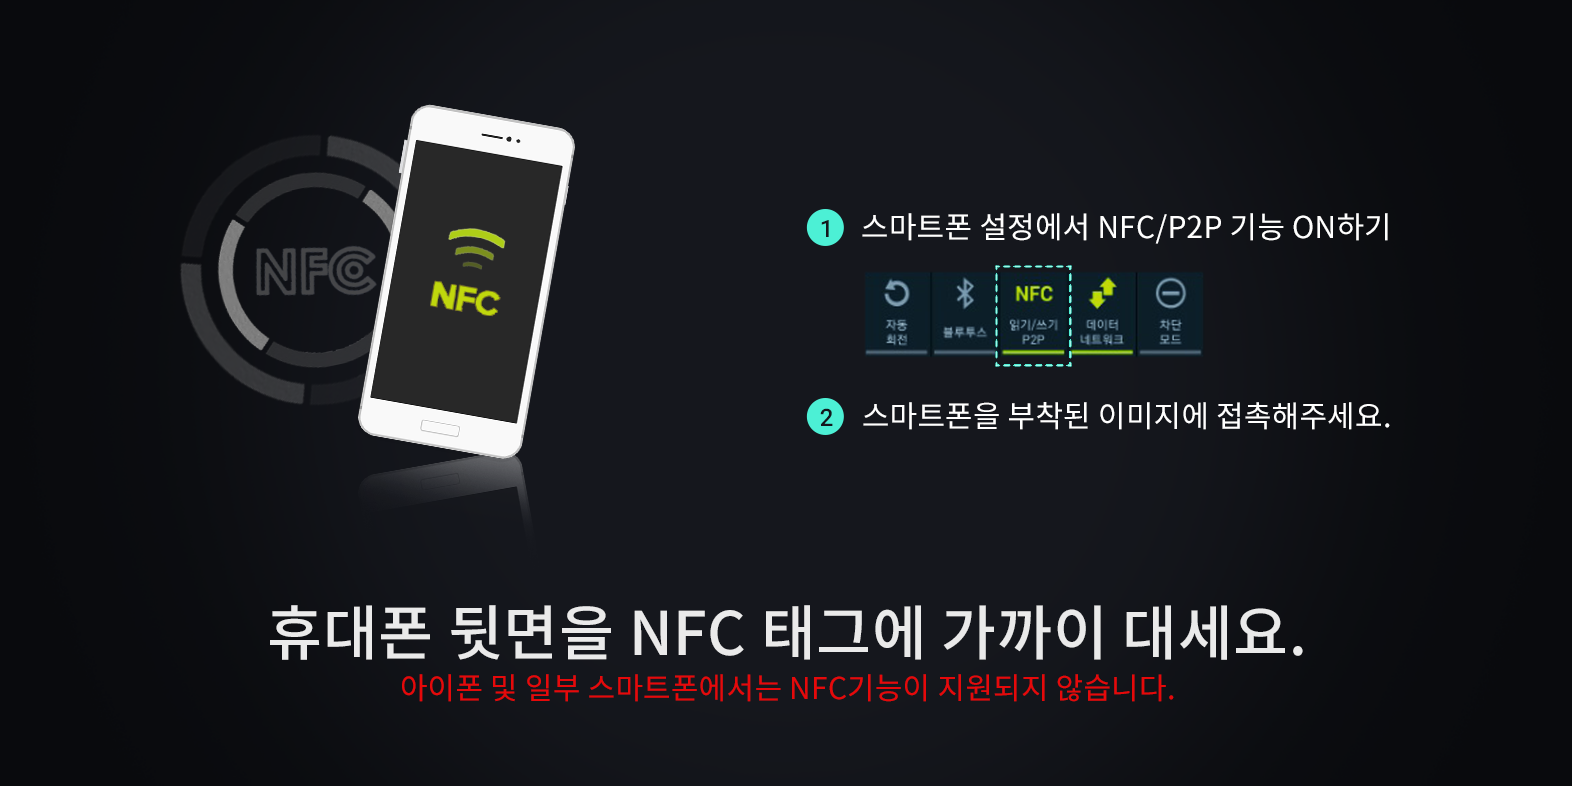 NFC
NFC
1 스마트폰 설정에서 NFC/P2P 기능 ON하기
자동
회전
블루투스
NFC
읽기/쓰기
P2P
데이터
네트워크
차단
모드
2 스마트폰을 부착된 이미지에 접촉해주세요.
휴대폰 뒷면을 NFC 태그에 가까이 대세요.
아이폰 및 일부 스마트폰에서는 NFC기능이 지원되지 않습니다.